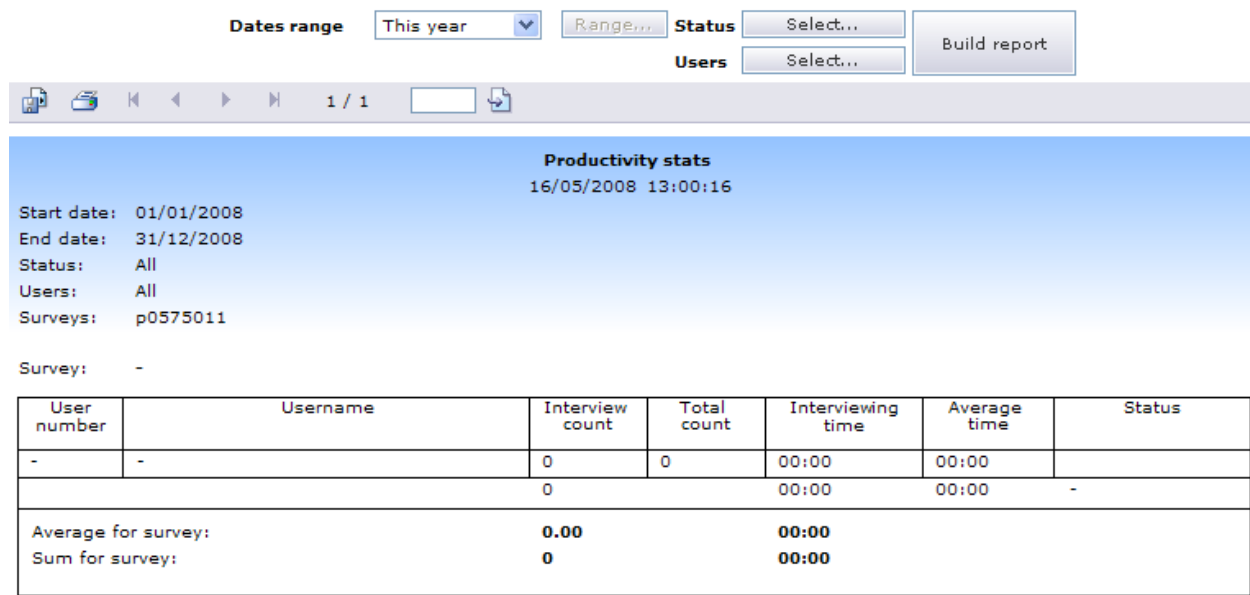 Dates range This year Range... Status Select... Build report
Users Select...
1 / 1
Productivity stats
16/05/2008 13:00:16
Start date: 01/01/2008
End date: 31/12/2008
Status: All
Users: All
Surveys: p0575011
Survey: -
User number Username Interview count Total count Interviewing time Average time Status
- - 0 0 00:00 00:00
0 00:00 00:00 -
Average for survey: 0.00 00:00
Sum for survey: 0 00:00